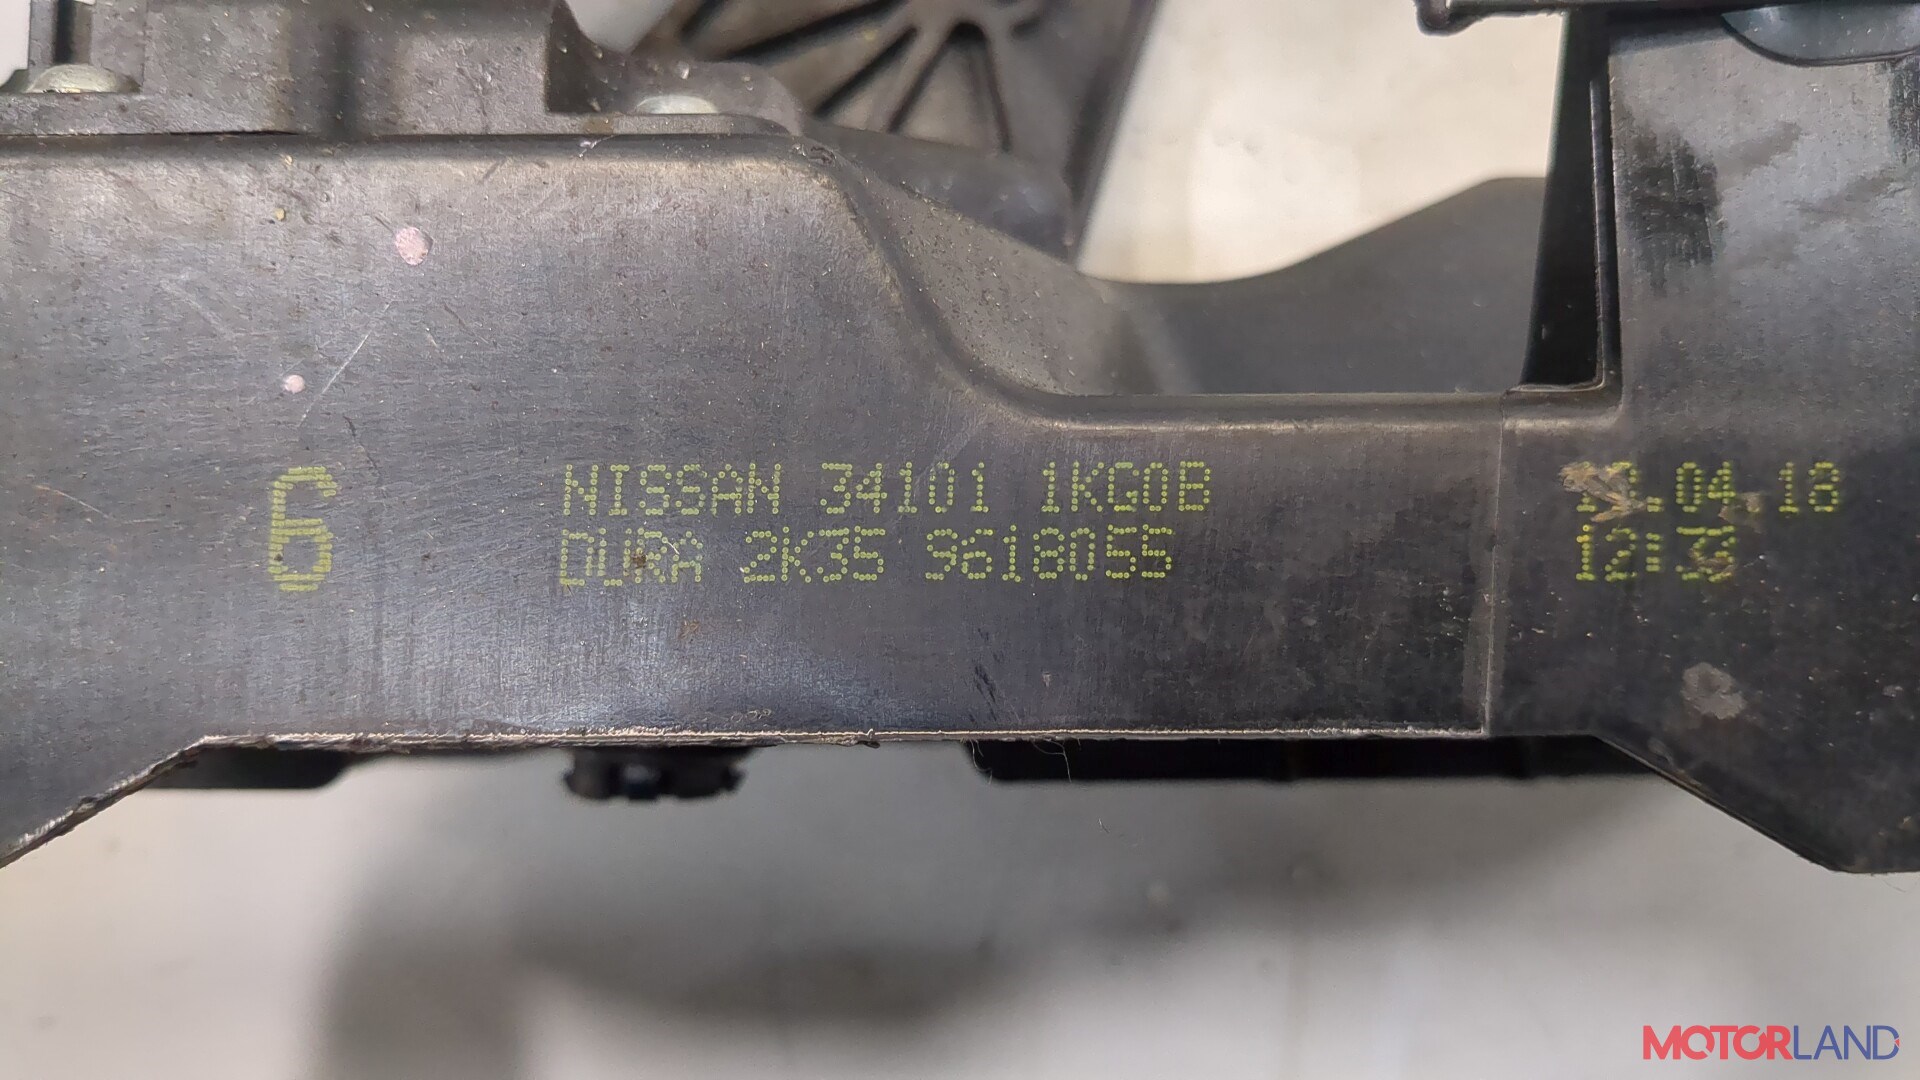 6
NISSAN 34101 1KG0B
DURA 2K35 9618055
.04.18
MOTORLAND